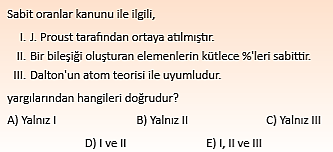 Sabit oranlar kanunu ile ilgili,
I. J. Proust tarafından ortaya atılmıştır.
II. Bir bileşiği oluşturan elemenlerin kütlece %'leri sabittir.
III. Dalton'un atom teorisi ile uyumludur.
yargılarından hangileri doğrudur?
A) Yalnız I B) Yalnız II C) Yalnız III
D) I ve II E) I, II ve III